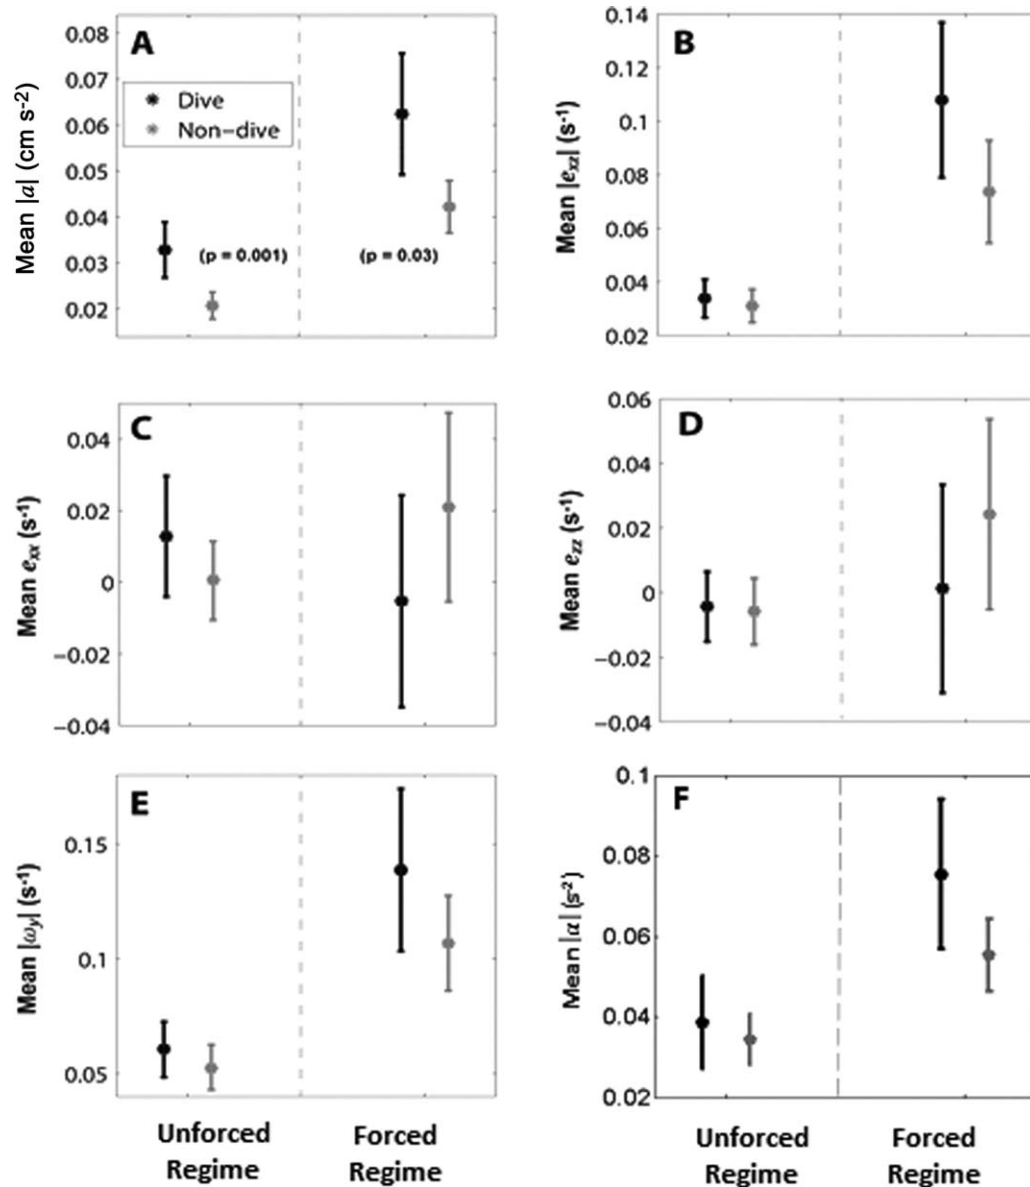 A
Mean |a| (cm s-2)
0.08
0.07
0.06
0.05
0.04
0.03
0.02
Dive
Non-dive
(p = 0.001)
(p = 0.03)
B
Mean |e_xz| (s-1)
0.14
0.12
0.1
0.08
0.06
0.04
0.02
C
Mean e_xx (s-1)
0.04
0.02
0
−0.02
−0.04
D
Mean e_zz (s-1)
0.06
0.04
0.02
0
−0.02
−0.04
E
Mean |ω_y| (s-1)
0.15
0.1
0.05
Unforced
Regime
Forced
Regime
F
Mean |α| (s-2)
0.1
0.08
0.06
0.04
0.02
Unforced
Regime
Forced
Regime